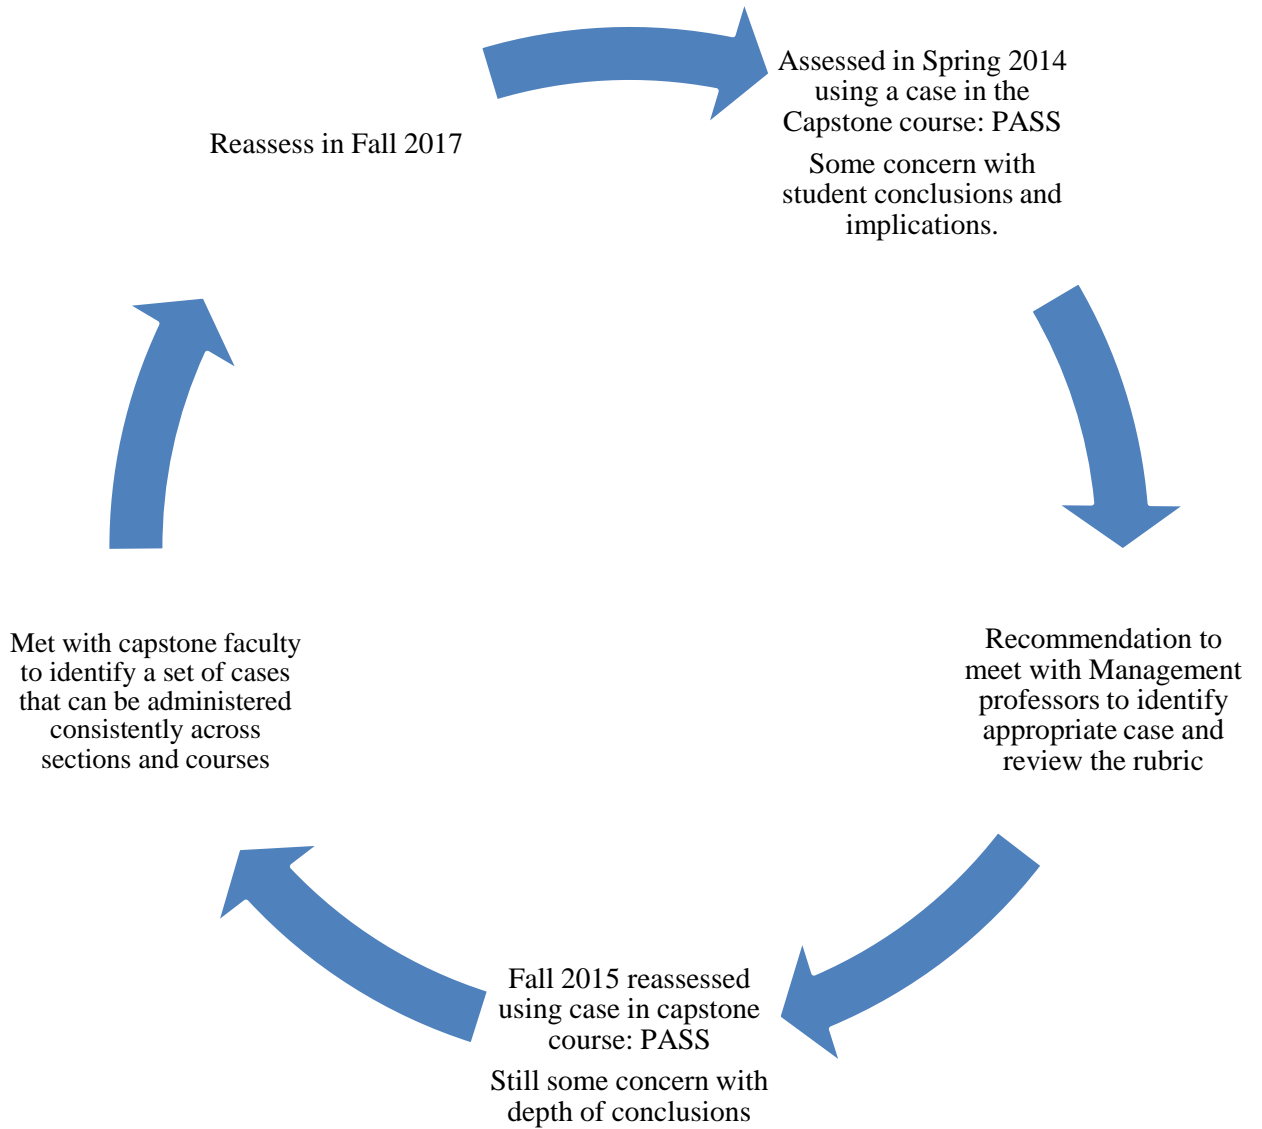 Assessed in Spring 2014
using a case in the
Capstone course: PASS
Some concern with
student conclusions and
implications.
Recommendation to
meet with Management
professors to identify
appropriate case and
review the rubric
Fall 2015 reassessed
using case in capstone
course: PASS
Still some concern with
depth of conclusions
Met with capstone faculty
to identify a set of cases
that can be administered
consistently across
sections and courses
Reassess in Fall 2017